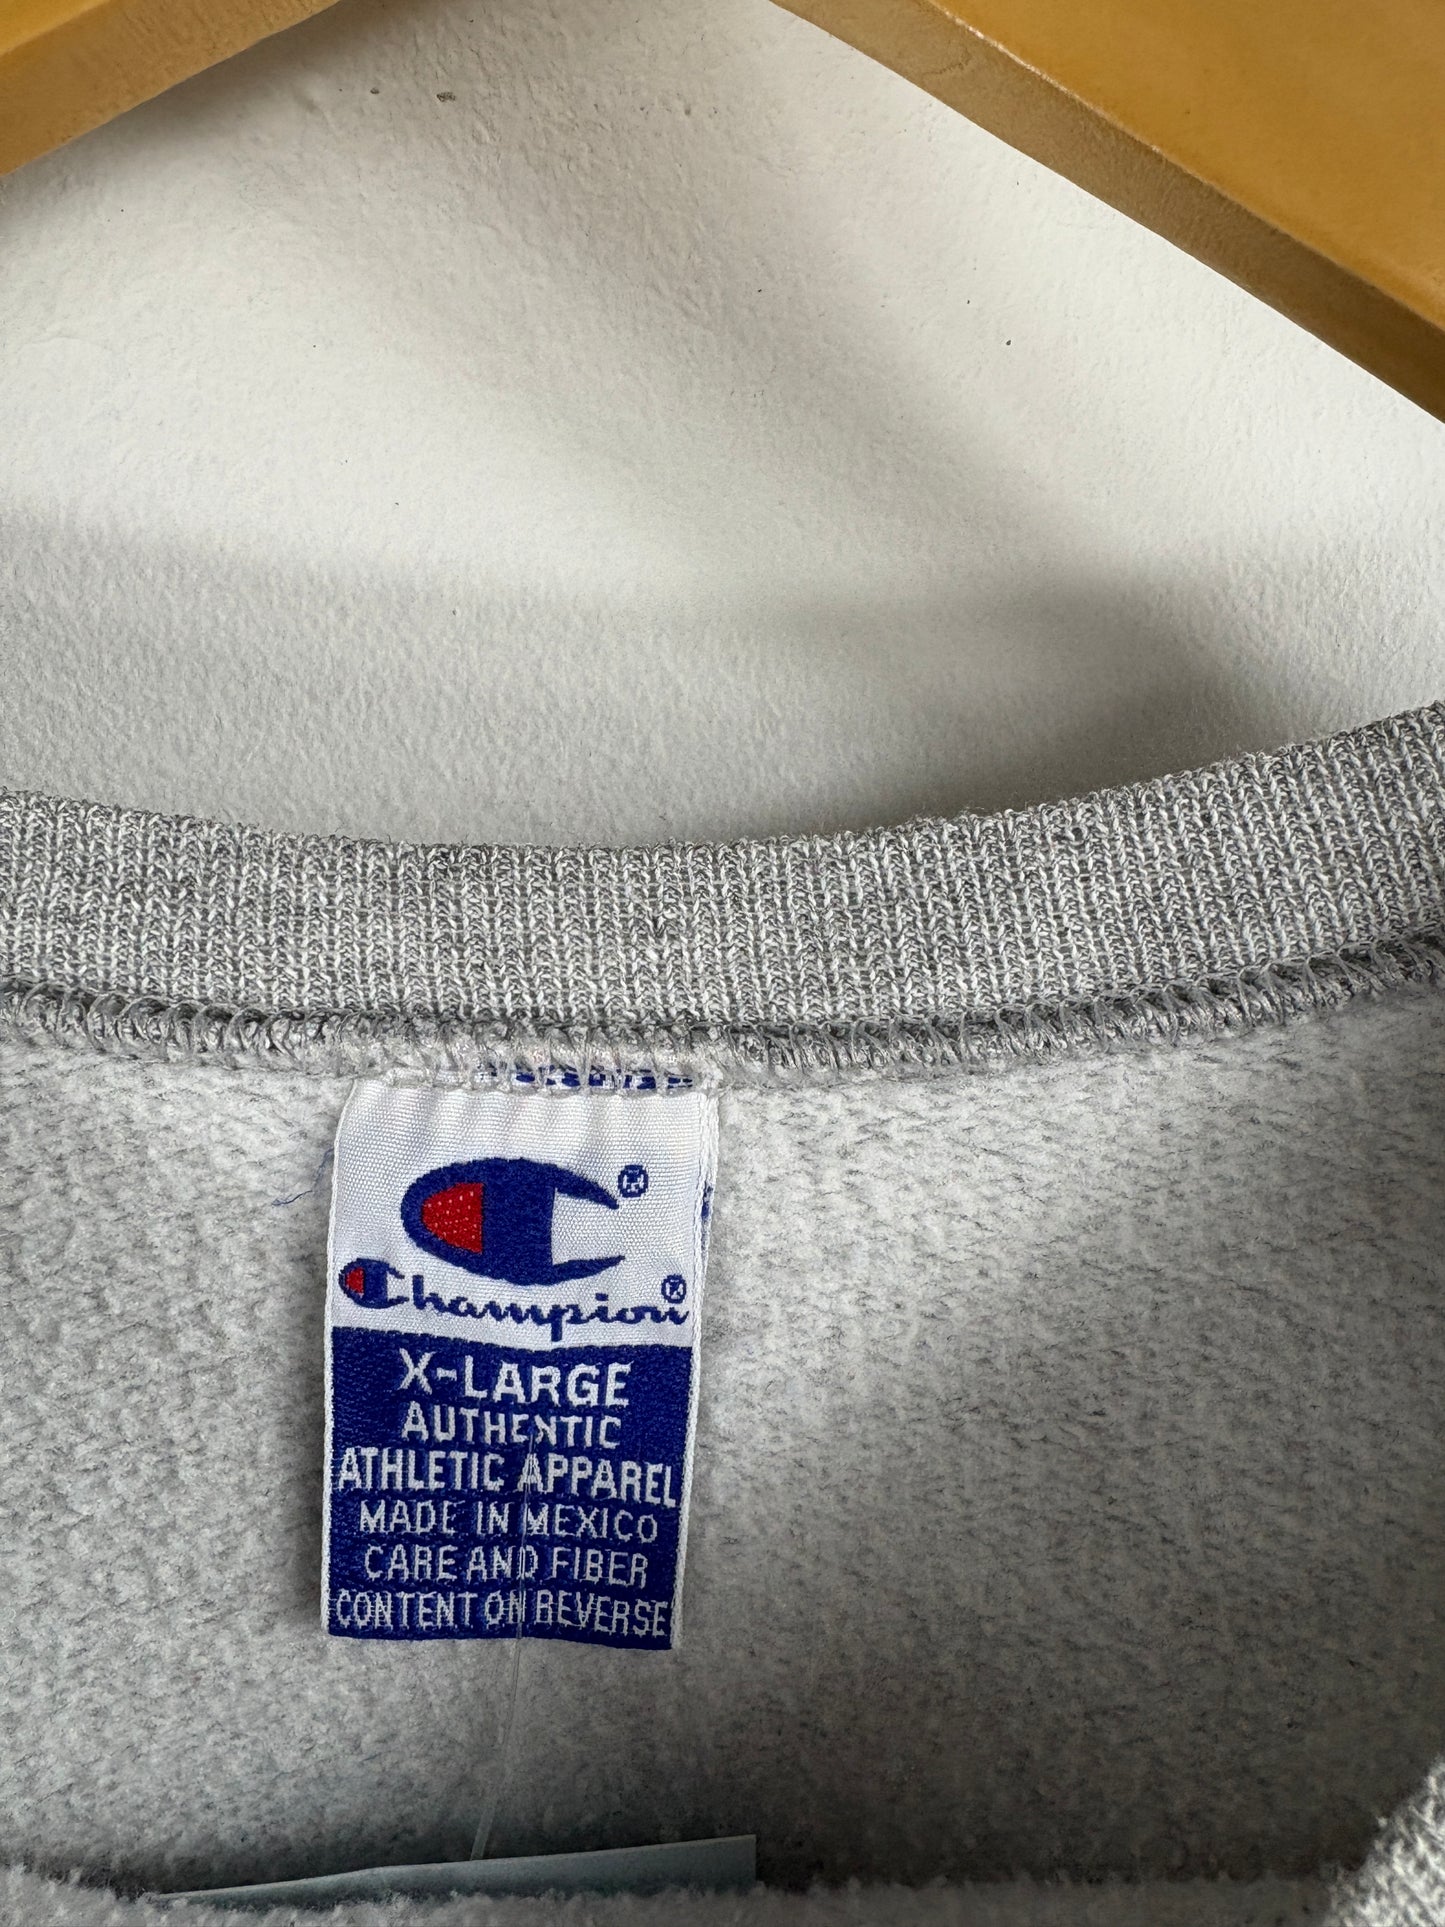 C®
Champion®
X-LARGE
AUTHENTIC
ATHLETIC APPAREL
MADE IN MEXICO
CARE AND FIBER
CONTENT ON REVERSE